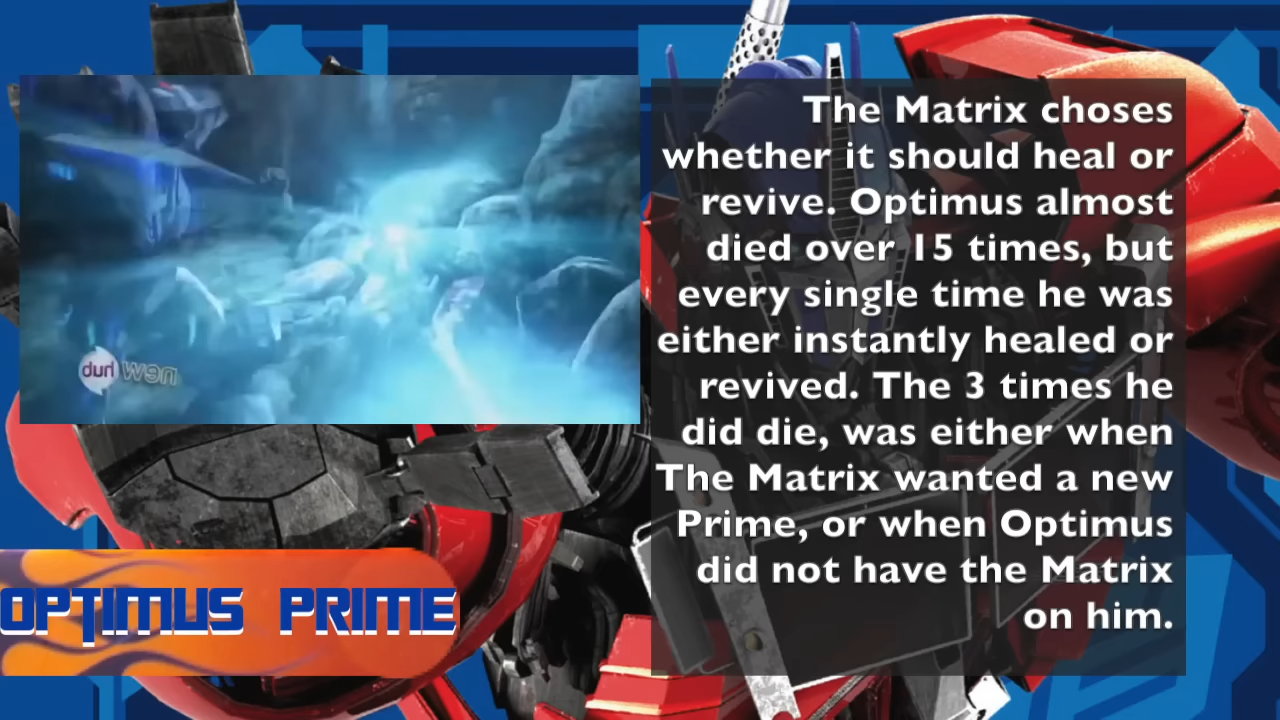 The Matrix choses
whether it should heal or
revive. Optimus almost
died over 15 times, but
every single time he was
either instantly healed or
revived. The 3 times he
did die, was either when
The Matrix wanted a new
Prime, or when Optimus
did not have the Matrix
on him.
hub new
OPTIMUS PRIME